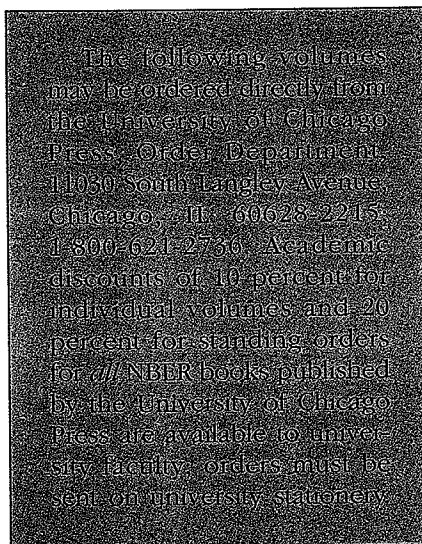 The following volumes
may be ordered directly from
the University of Chicago
Press, Order Department,
11030 South Langley Avenue,
Chicago, IL 60628-2215;
1-800-621-2736. Academic
discounts of 10 percent for
individual volumes and 20
percent for standing orders
for all NBER books published
by the University of Chicago
Press are available to univer-
sity faculty; orders must be
sent on university stationery.